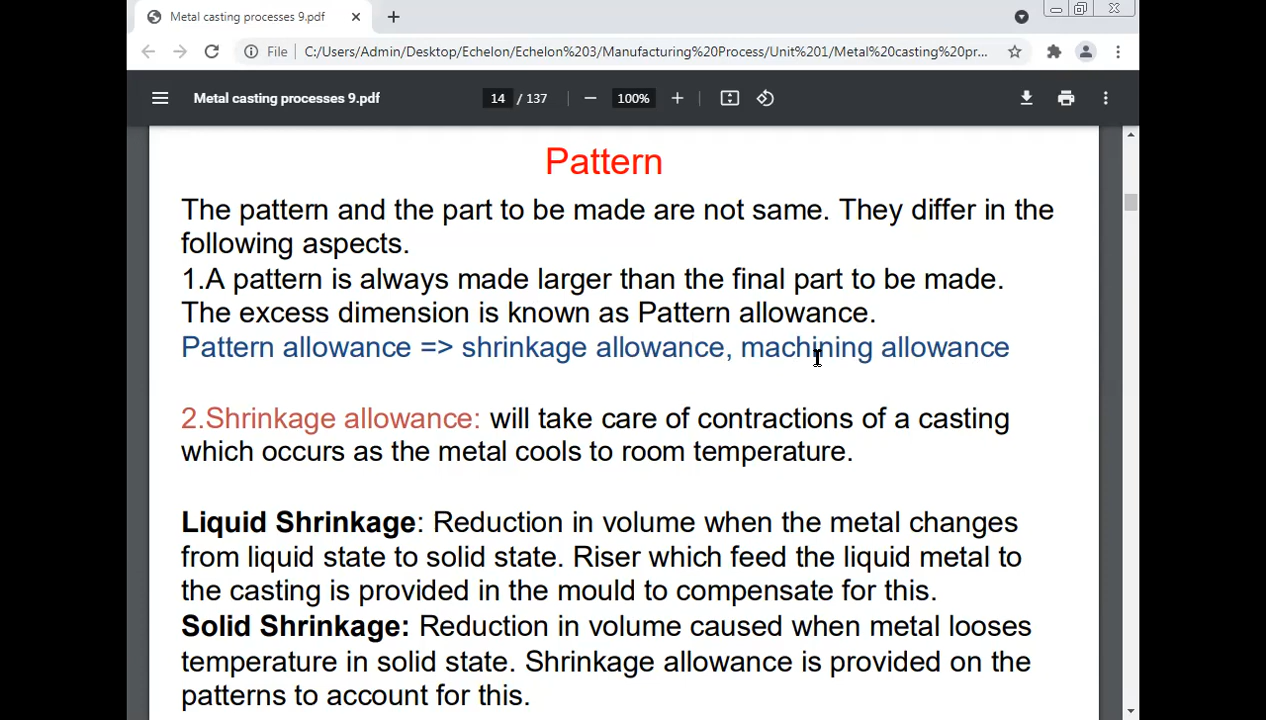 Metal casting processes 9.pdf
File C:/Users/Admin/Desktop/Echelon/Echelon%203/Manufacturing%20Process/Unit%201/Metal%20casting%20pr...
Metal casting processes 9.pdf 14 / 137 100%
Pattern
The pattern and the part to be made are not same. They differ in the
following aspects.
1.A pattern is always made larger than the final part to be made.
The excess dimension is known as Pattern allowance.
Pattern allowance => shrinkage allowance, machining allowance
2.Shrinkage allowance: will take care of contractions of a casting
which occurs as the metal cools to room temperature.
Liquid Shrinkage: Reduction in volume when the metal changes
from liquid state to solid state. Riser which feed the liquid metal to
the casting is provided in the mould to compensate for this.
Solid Shrinkage: Reduction in volume caused when metal looses
temperature in solid state. Shrinkage allowance is provided on the
patterns to account for this.